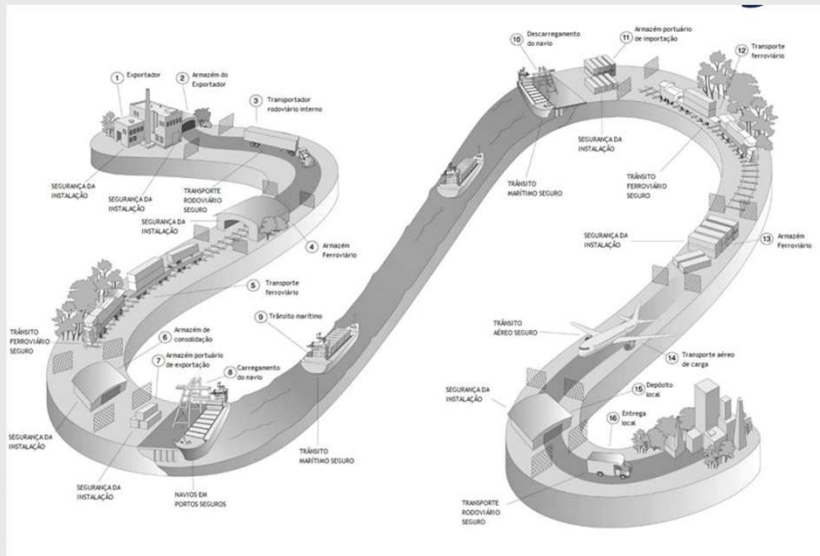 1 Exportador
2 Armazém do
Exportador
3 Transportador
rodoviário interno
SEGURANÇA DA
INSTALAÇÃO
SEGURANÇA DA
INSTALAÇÃO
TRANSPORTE
RODOVIÁRIO
SEGURO
SEGURANÇA DA
INSTALAÇÃO
4 Armazém
Ferroviário
5 Transporte
ferroviário
TRÂNSITO
FERROVIÁRIO
SEGURO
6 Armazém de
consolidação
7 Armazém portuário
de exportação
8 Carregamento
do navio
9 Trânsito marítimo
SEGURANÇA DA
INSTALAÇÃO
SEGURANÇA DA
INSTALAÇÃO
NAVIOS EM
PORTOS SEGUROS
TRÂNSITO
MARÍTIMO SEGURO
10 Descarregamento
do navio
11 Armazém portuário
de importação
12 Transporte
ferroviário
SEGURANÇA DA
INSTALAÇÃO
TRÂNSITO
MARÍTIMO SEGURO
TRÂNSITO
FERROVIÁRIO
SEGURO
SEGURANÇA DA
INSTALAÇÃO
13 Armazém
Ferroviário
TRÂNSITO
AÉREO SEGURO
14 Transporte aéreo
de carga
SEGURANÇA DA
INSTALAÇÃO
15 Depósito
local
16 Entrega
local
TRANSPORTE
RODOVIÁRIO
SEGURO